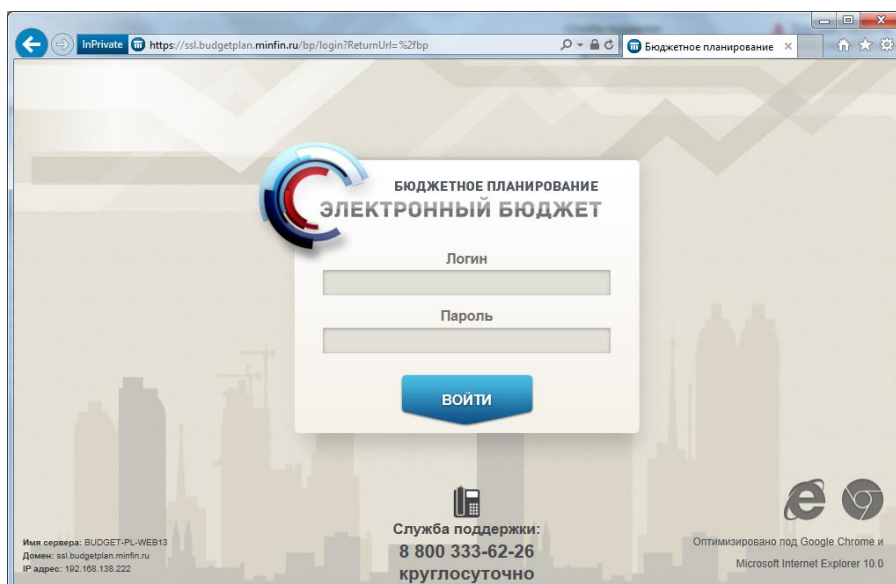 InPrivate https://ssl.budgetplan.minfin.ru/bp/login?ReturnUrl=%2fbp Бюджетное планирование
БЮДЖЕТНОЕ ПЛАНИРОВАНИЕ
ЭЛЕКТРОННЫЙ БЮДЖЕТ
Логин
Пароль
ВОЙТИ
Служба поддержки:
8 800 333-62-26
круглосуточно
Имя сервера: BUDGET-PL-WEB13
Домен: ssl.budgetplan.minfin.ru
IP адрес: 192.168.138.222
Оптимизировано под Google Chrome и
Microsoft Internet Explorer 10.0